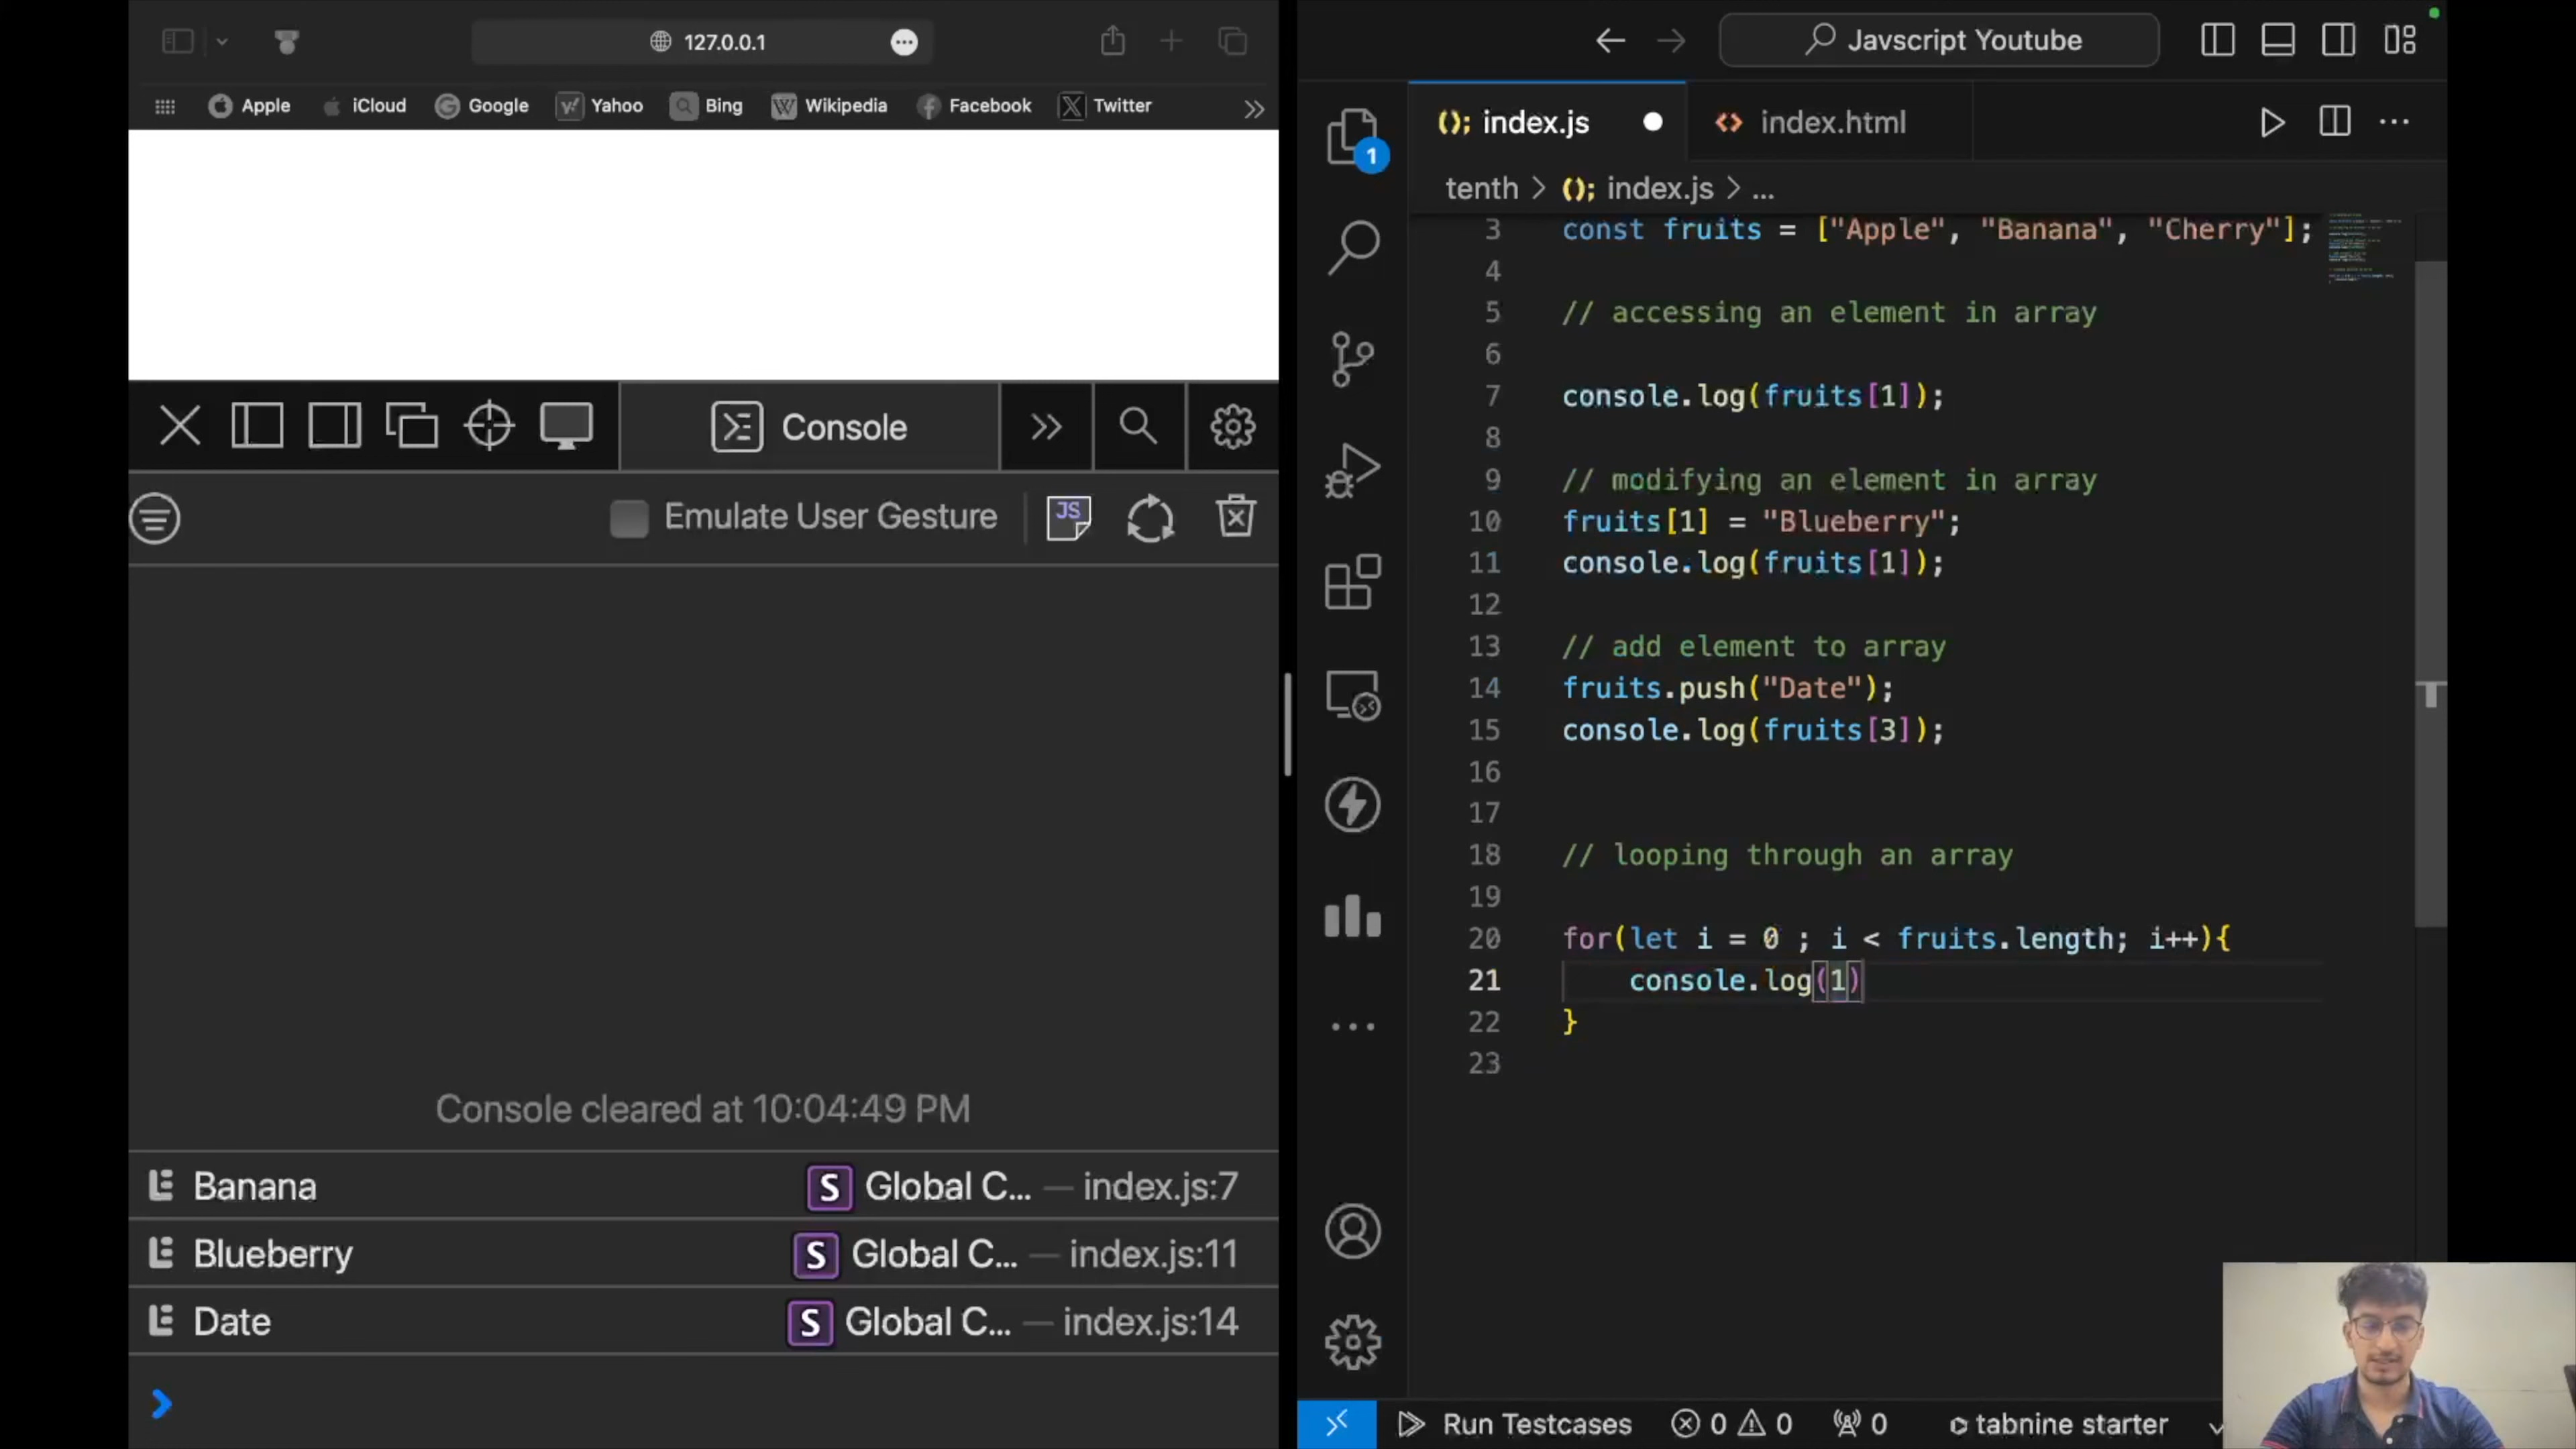 127.0.0.1
Apple iCloud Google Yahoo Bing Wikipedia Facebook Twitter
Console
Emulate User Gesture
Console cleared at 10:04:49 PM
Banana S Global C... — index.js:7
Blueberry S Global C... — index.js:11
Date S Global C... — index.js:14
Javscript Youtube
index.js index.html
1
tenth > index.js > ...
3 const fruits = ["Apple", "Banana", "Cherry"];
4
5 // accessing an element in array
6
7 console.log(fruits[1]);
8
9 // modifying an element in array
10 fruits[1] = "Blueberry";
11 console.log(fruits[1]);
12
13 // add element to array
14 fruits.push("Date");
15 console.log(fruits[3]);
16
17
18 // looping through an array
19
20 for(let i = 0 ; i < fruits.length; i++){
21 console.log(1)
22 }
23
Run Testcases 0 0 0 tabnine starter